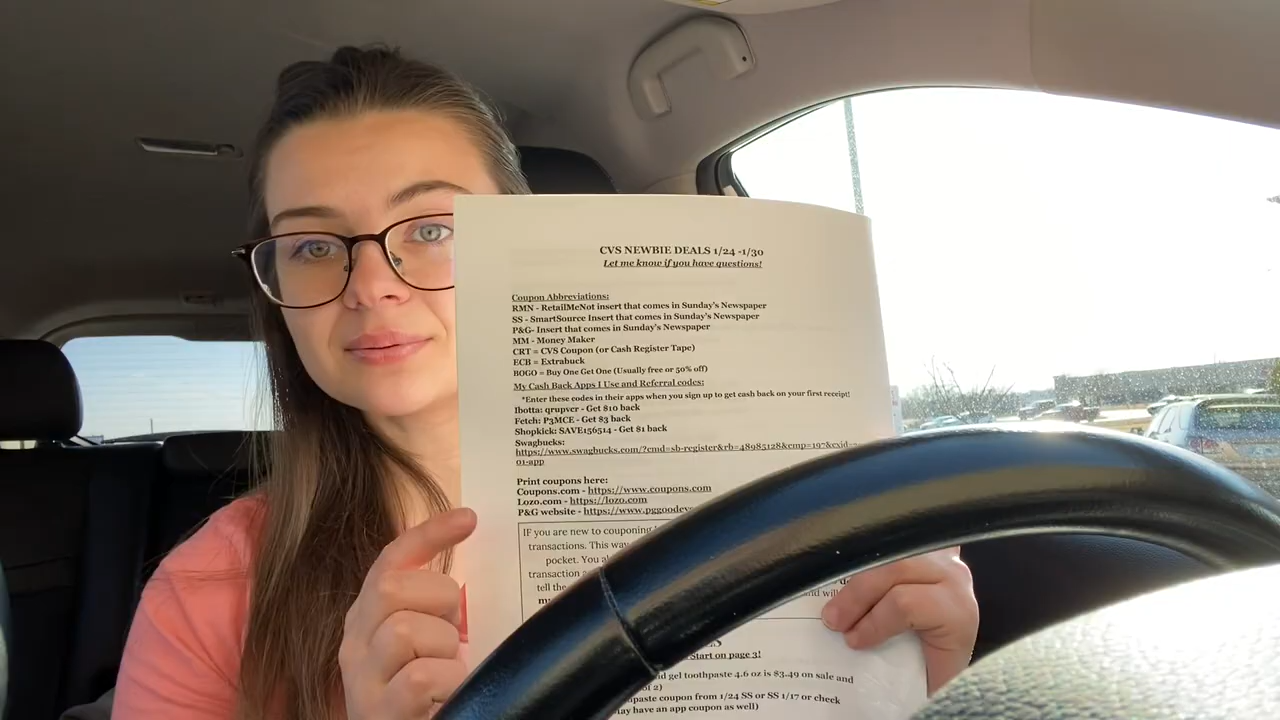 CVS NEWBIE DEALS 1/24 -1/30
Let me know if you have questions!
Coupon Abbreviations:
RMN - RetailMeNot insert that comes in Sunday's Newspaper
SS - SmartSource Insert that comes in Sunday's Newspaper
P&G- Insert that comes in Sunday's Newspaper
MM - Money Maker
CRT = CVS Coupon (or Cash Register Tape)
ECB = Extrabuck
BOGO = Buy One Get One (Usually free or 50% off)
My Cash Back Apps I Use and Referral codes:
*Enter these codes in their apps when you sign up to get cash back on your first receipt!
Ibotta: qrupver - Get $10 back
Fetch: P3MCE - Get $3 back
Shopkick: SAVE156514 - Get $1 back
Swagbucks:
https://www.swagbucks.com/?cmd=sb-register&rb=48985128&cmp=197&cxid=
01-app
Print coupons here:
Coupons.com - https://www.coupons.com
Lozo.com - https://lozo.com
P&G website - https://www.pggoodev
IF you are new to couponing
transactions. This way
pocket. You
transaction
tell the
and will
Start on page 3!
gel toothpaste 4.6 oz is $3.49 on sale and
of 2)
coupon from 1/24 SS or SS 1/17 or check
have an app coupon as well)